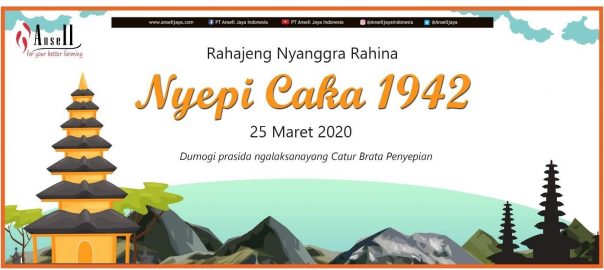 www.anselljaya.com PT Ansell Jaya Indonesia PT Ansell Jaya Indonesia @AnsellJayaIndonesia @Anselljaya
Ansell
for your better farming
Rahajeng Nyanggra Rahina
Nyepi Caka 1942
25 Maret 2020
Dumogi prasida ngalaksanayang Catur Brata Penyepian